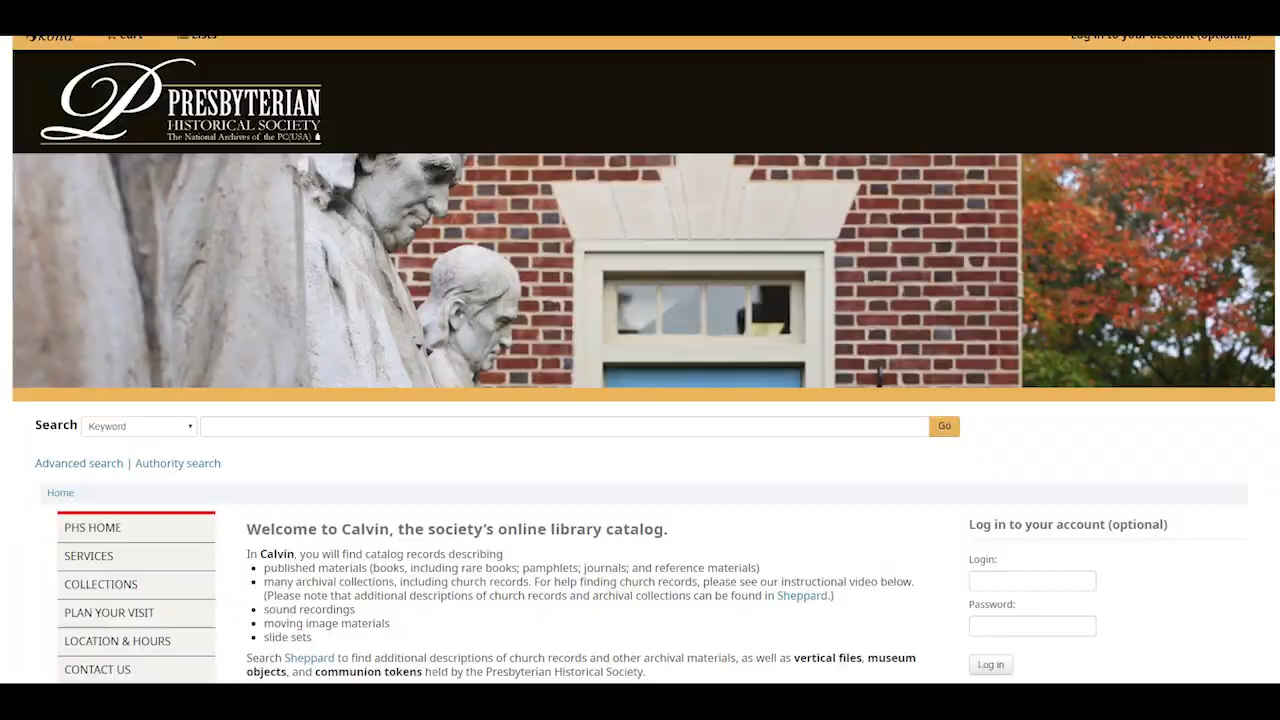 Koha Cart Lists Log in to your account (optional)
PRESBYTERIAN
HISTORICAL SOCIETY
The National Archives of the PC(USA)
Search Keyword Go
Advanced search | Authority search
Home
PHS HOME
SERVICES
COLLECTIONS
PLAN YOUR VISIT
LOCATION & HOURS
CONTACT US
Welcome to Calvin, the society’s online library catalog.
In Calvin, you will find catalog records describing
published materials (books, including rare books; pamphlets; journals; and reference materials)
many archival collections, including church records. For help finding church records, please see our instructional video below.
(Please note that additional descriptions of church records and archival collections can be found in Sheppard.)
sound recordings
moving image materials
slide sets
Search Sheppard to find additional descriptions of church records and other archival materials, as well as vertical files, museum
objects, and communion tokens held by the Presbyterian Historical Society.
Log in to your account (optional)
Login:
Password:
Log in